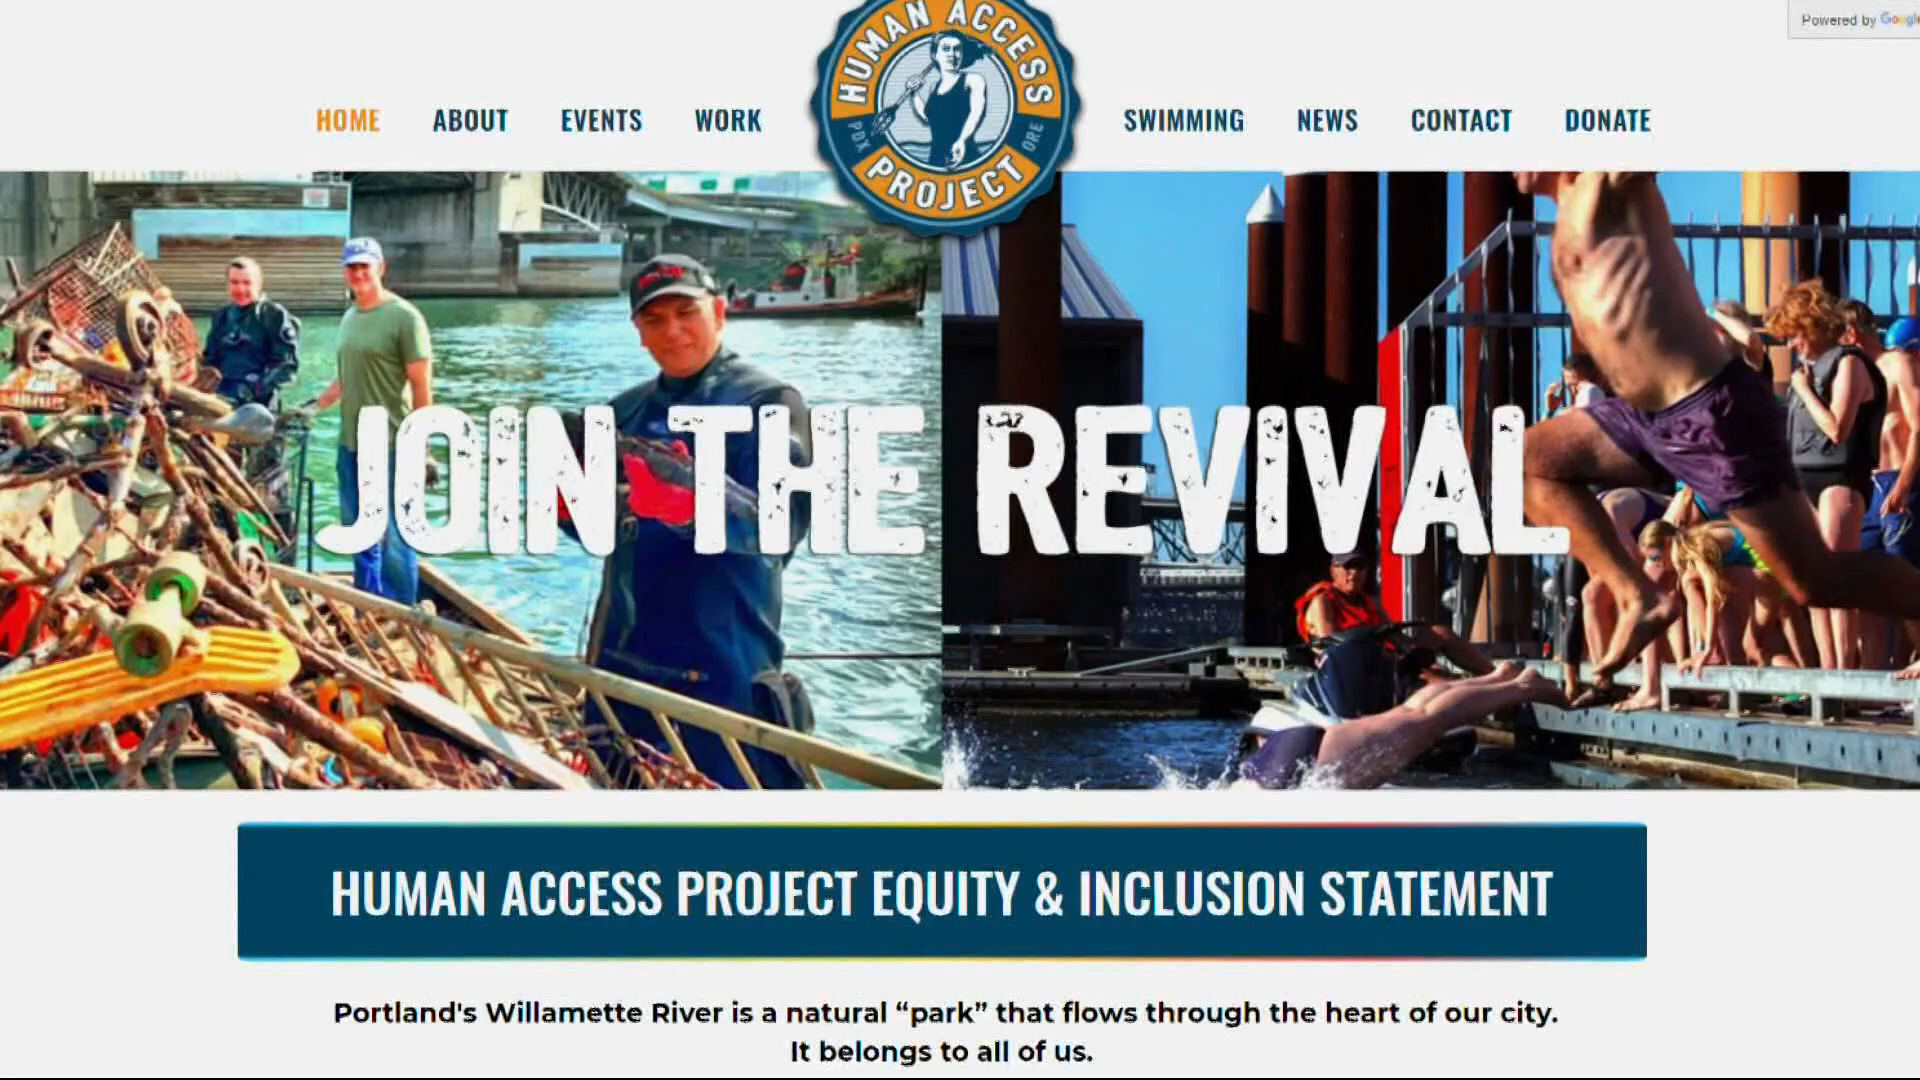 Powered by Google
HUMAN ACCESS
PDX
ORE
PROJECT
HOME ABOUT EVENTS WORK SWIMMING NEWS CONTACT DONATE
JOIN THE REVIVAL
HUMAN ACCESS PROJECT EQUITY & INCLUSION STATEMENT
Portland's Willamette River is a natural “park” that flows through the heart of our city.
It belongs to all of us.